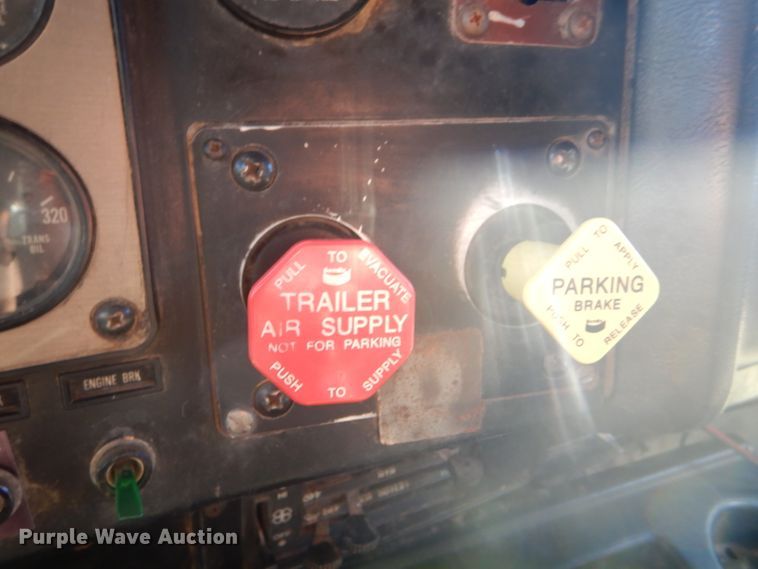 320
TRANS
OIL
ENGINE BRK
PULL TO EVACUATE
TRAILER
AIR SUPPLY
NOT FOR PARKING
PUSH TO SUPPLY
PULL TO APPLY
PARKING
BRAKE
PUSH TO RELEASE
OFF
Purple Wave Auction